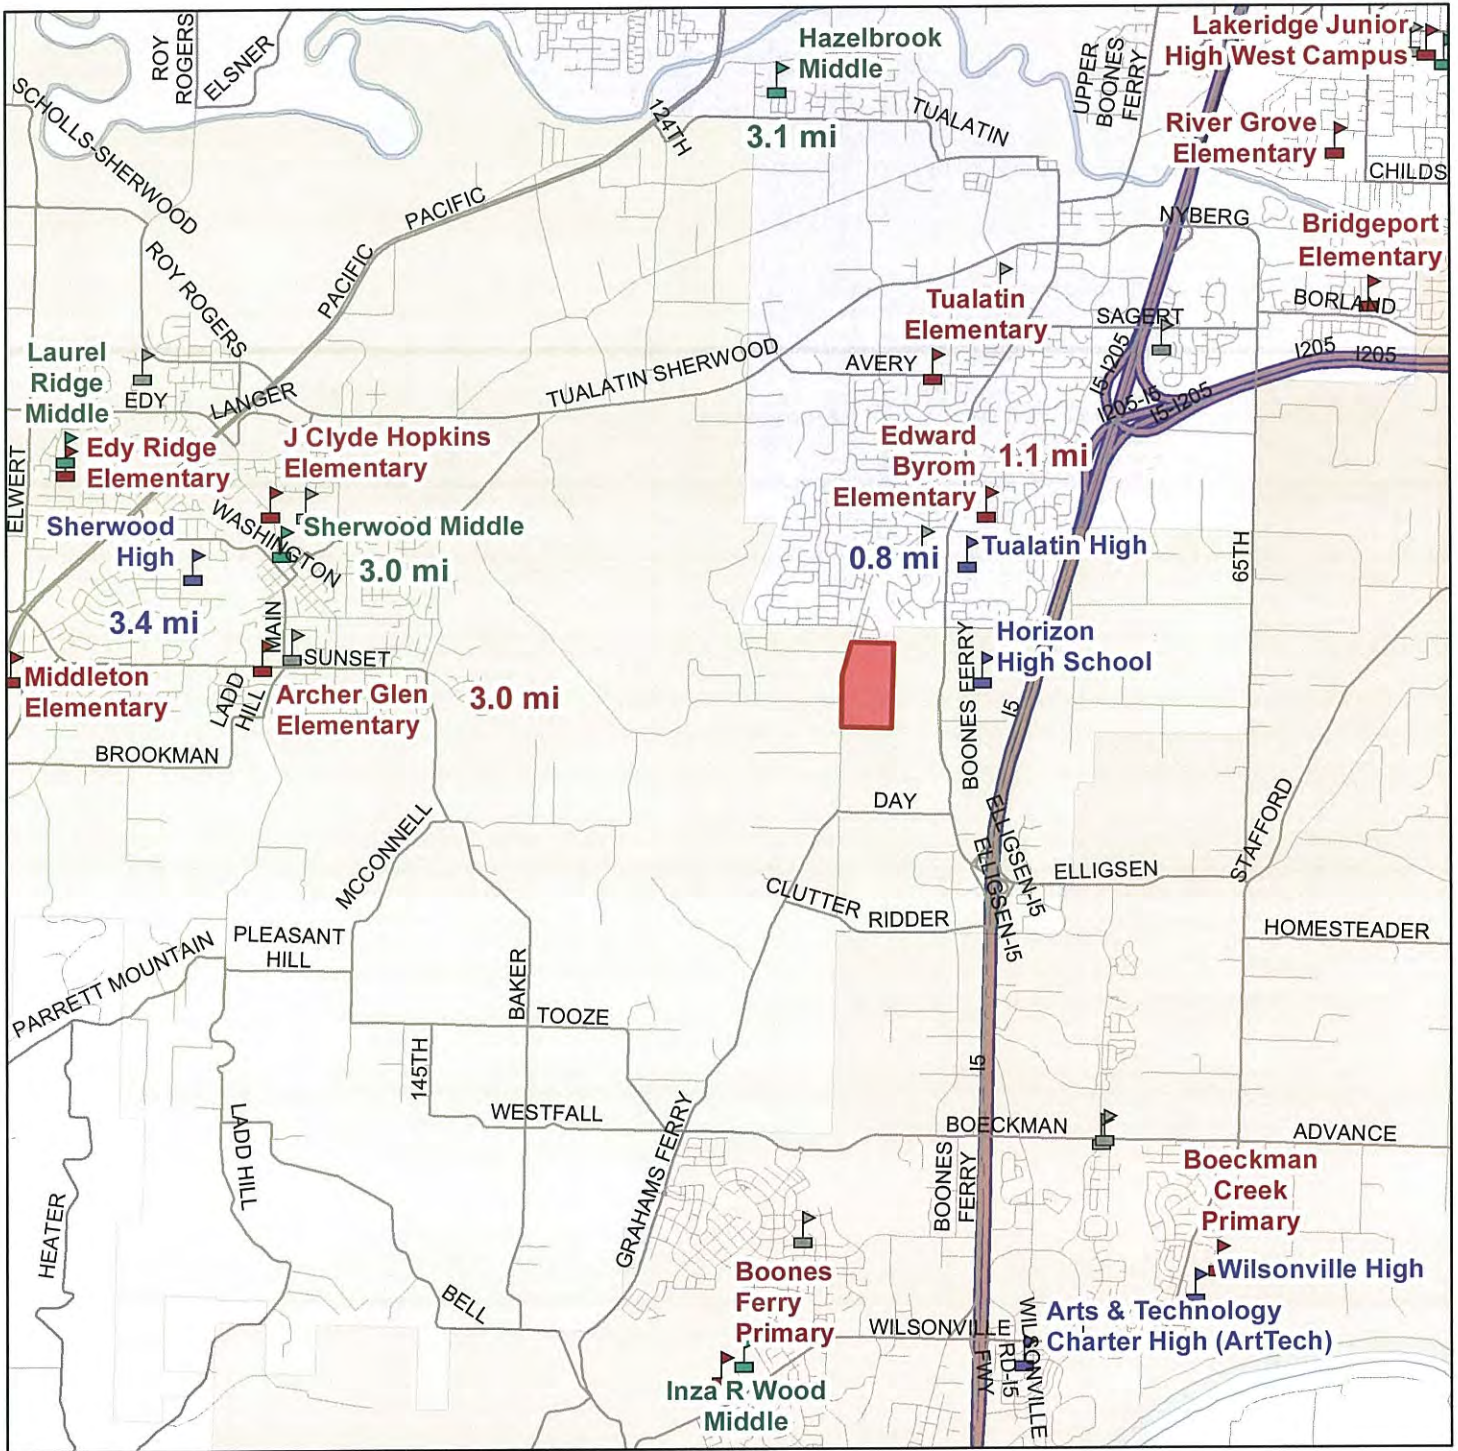 ROY
ROGERS
ELSNER
Hazelbrook
Middle
3.1 mi
124TH
TUALATIN
UPPER
BOONES
FERRY
Lakeridge Junior
High West Campus
River Grove
Elementary
CHILDS
SCHOLLS-SHERWOOD
PACIFIC
PACIFIC
ROY ROGERS
NYBERG
Bridgeport
Elementary
BORLAND
Tualatin
Elementary
SAGERT
Laurel
Ridge
Middle
EDY
LANGER
TUALATIN SHERWOOD
AVERY
I5-I205
I205-I5
I5-I205
I205
I205
Edy Ridge
Elementary
J Clyde Hopkins
Elementary
Edward
Byrom
Elementary
1.1 mi
ELWERT
WASHINGTON
Sherwood
High
Sherwood Middle
3.0 mi
0.8 mi
Tualatin High
65TH
3.4 mi
MAIN
SUNSET
Horizon
High School
BOONES FERRY
I5
Middleton
Elementary
LADD
HILL
Archer Glen
Elementary
3.0 mi
BROOKMAN
DAY
MCCONNELL
ELLIGSEN-I5
ELLIGSEN-I5
ELLIGSEN
STAFFORD
CLUTTER
RIDDER
HOMESTEADER
PARRETT MOUNTAIN
PLEASANT
HILL
BAKER
TOOZE
145TH
I5
WESTFALL
GRAHAMS FERRY
BOECKMAN
ADVANCE
LADD HILL
HEATER
BOONES
FERRY
Boeckman
Creek
Primary
Wilsonville High
BELL
Boones
Ferry
Primary
WILSONVILLE
Arts & Technology
Charter High (ArtTech)
WILSONVILLE
RD-I5
FWY
Inza R Wood
Middle